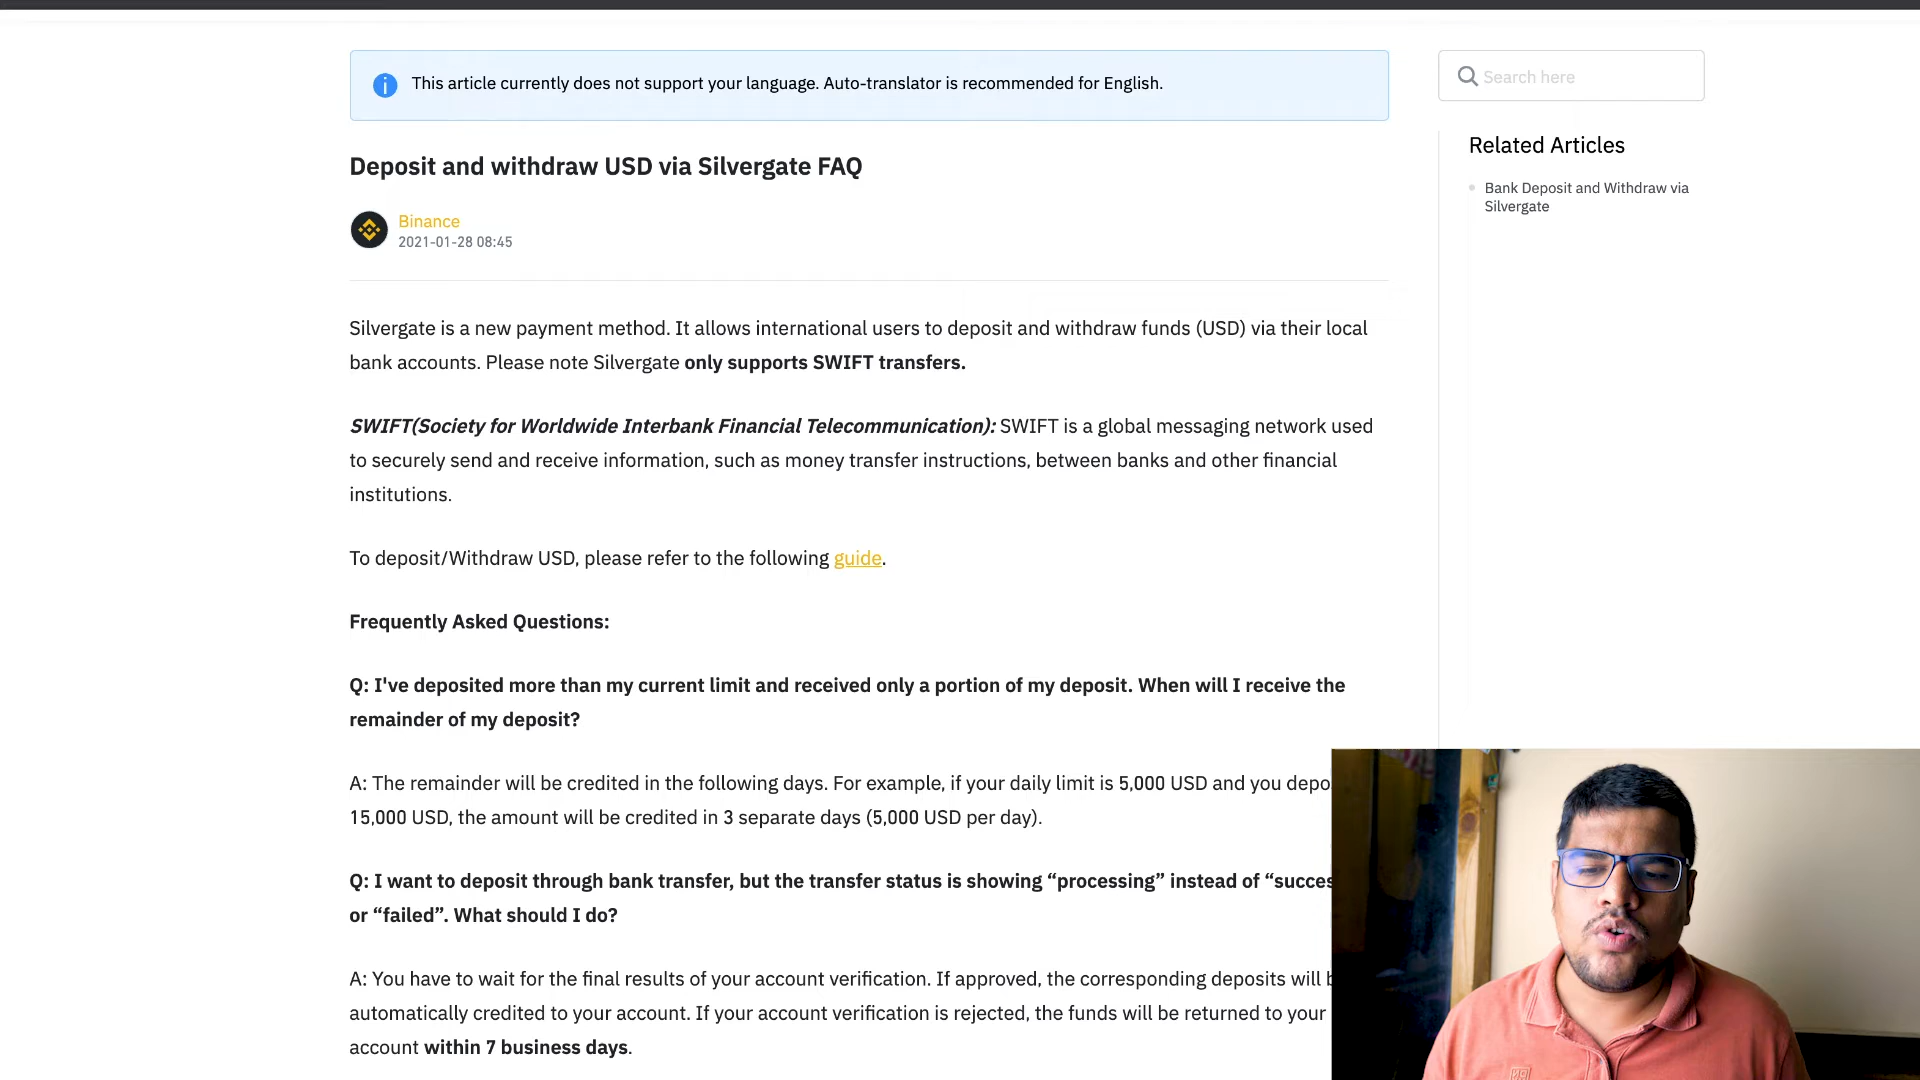 This article currently does not support your language. Auto-translator is recommended for English.
Search here
Deposit and withdraw USD via Silvergate FAQ
Related Articles
Bank Deposit and Withdraw via
Silvergate
Binance
2021-01-28 08:45
Silvergate is a new payment method. It allows international users to deposit and withdraw funds (USD) via their local
bank accounts. Please note Silvergate only supports SWIFT transfers.
SWIFT(Society for Worldwide Interbank Financial Telecommunication): SWIFT is a global messaging network used
to securely send and receive information, such as money transfer instructions, between banks and other financial
institutions.
To deposit/Withdraw USD, please refer to the following guide.
Frequently Asked Questions:
Q: I've deposited more than my current limit and received only a portion of my deposit. When will I receive the
remainder of my deposit?
A: The remainder will be credited in the following days. For example, if your daily limit is 5,000 USD and you depo
15,000 USD, the amount will be credited in 3 separate days (5,000 USD per day).
Q: I want to deposit through bank transfer, but the transfer status is showing “processing” instead of “succes
or “failed”. What should I do?
A: You have to wait for the final results of your account verification. If approved, the corresponding deposits will
automatically credited to your account. If your account verification is rejected, the funds will be returned to your
account within 7 business days.